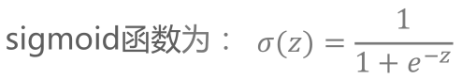 sigmoid函数为： σ(z) = 1 / (1 + e^{-z})